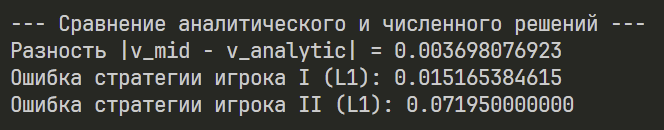 --- Сравнение аналитического и численного решений ---
Разность |v_mid - v_analytic| = 0.003698076923
Ошибка стратегии игрока I (L1): 0.015165384615
Ошибка стратегии игрока II (L1): 0.071950000000